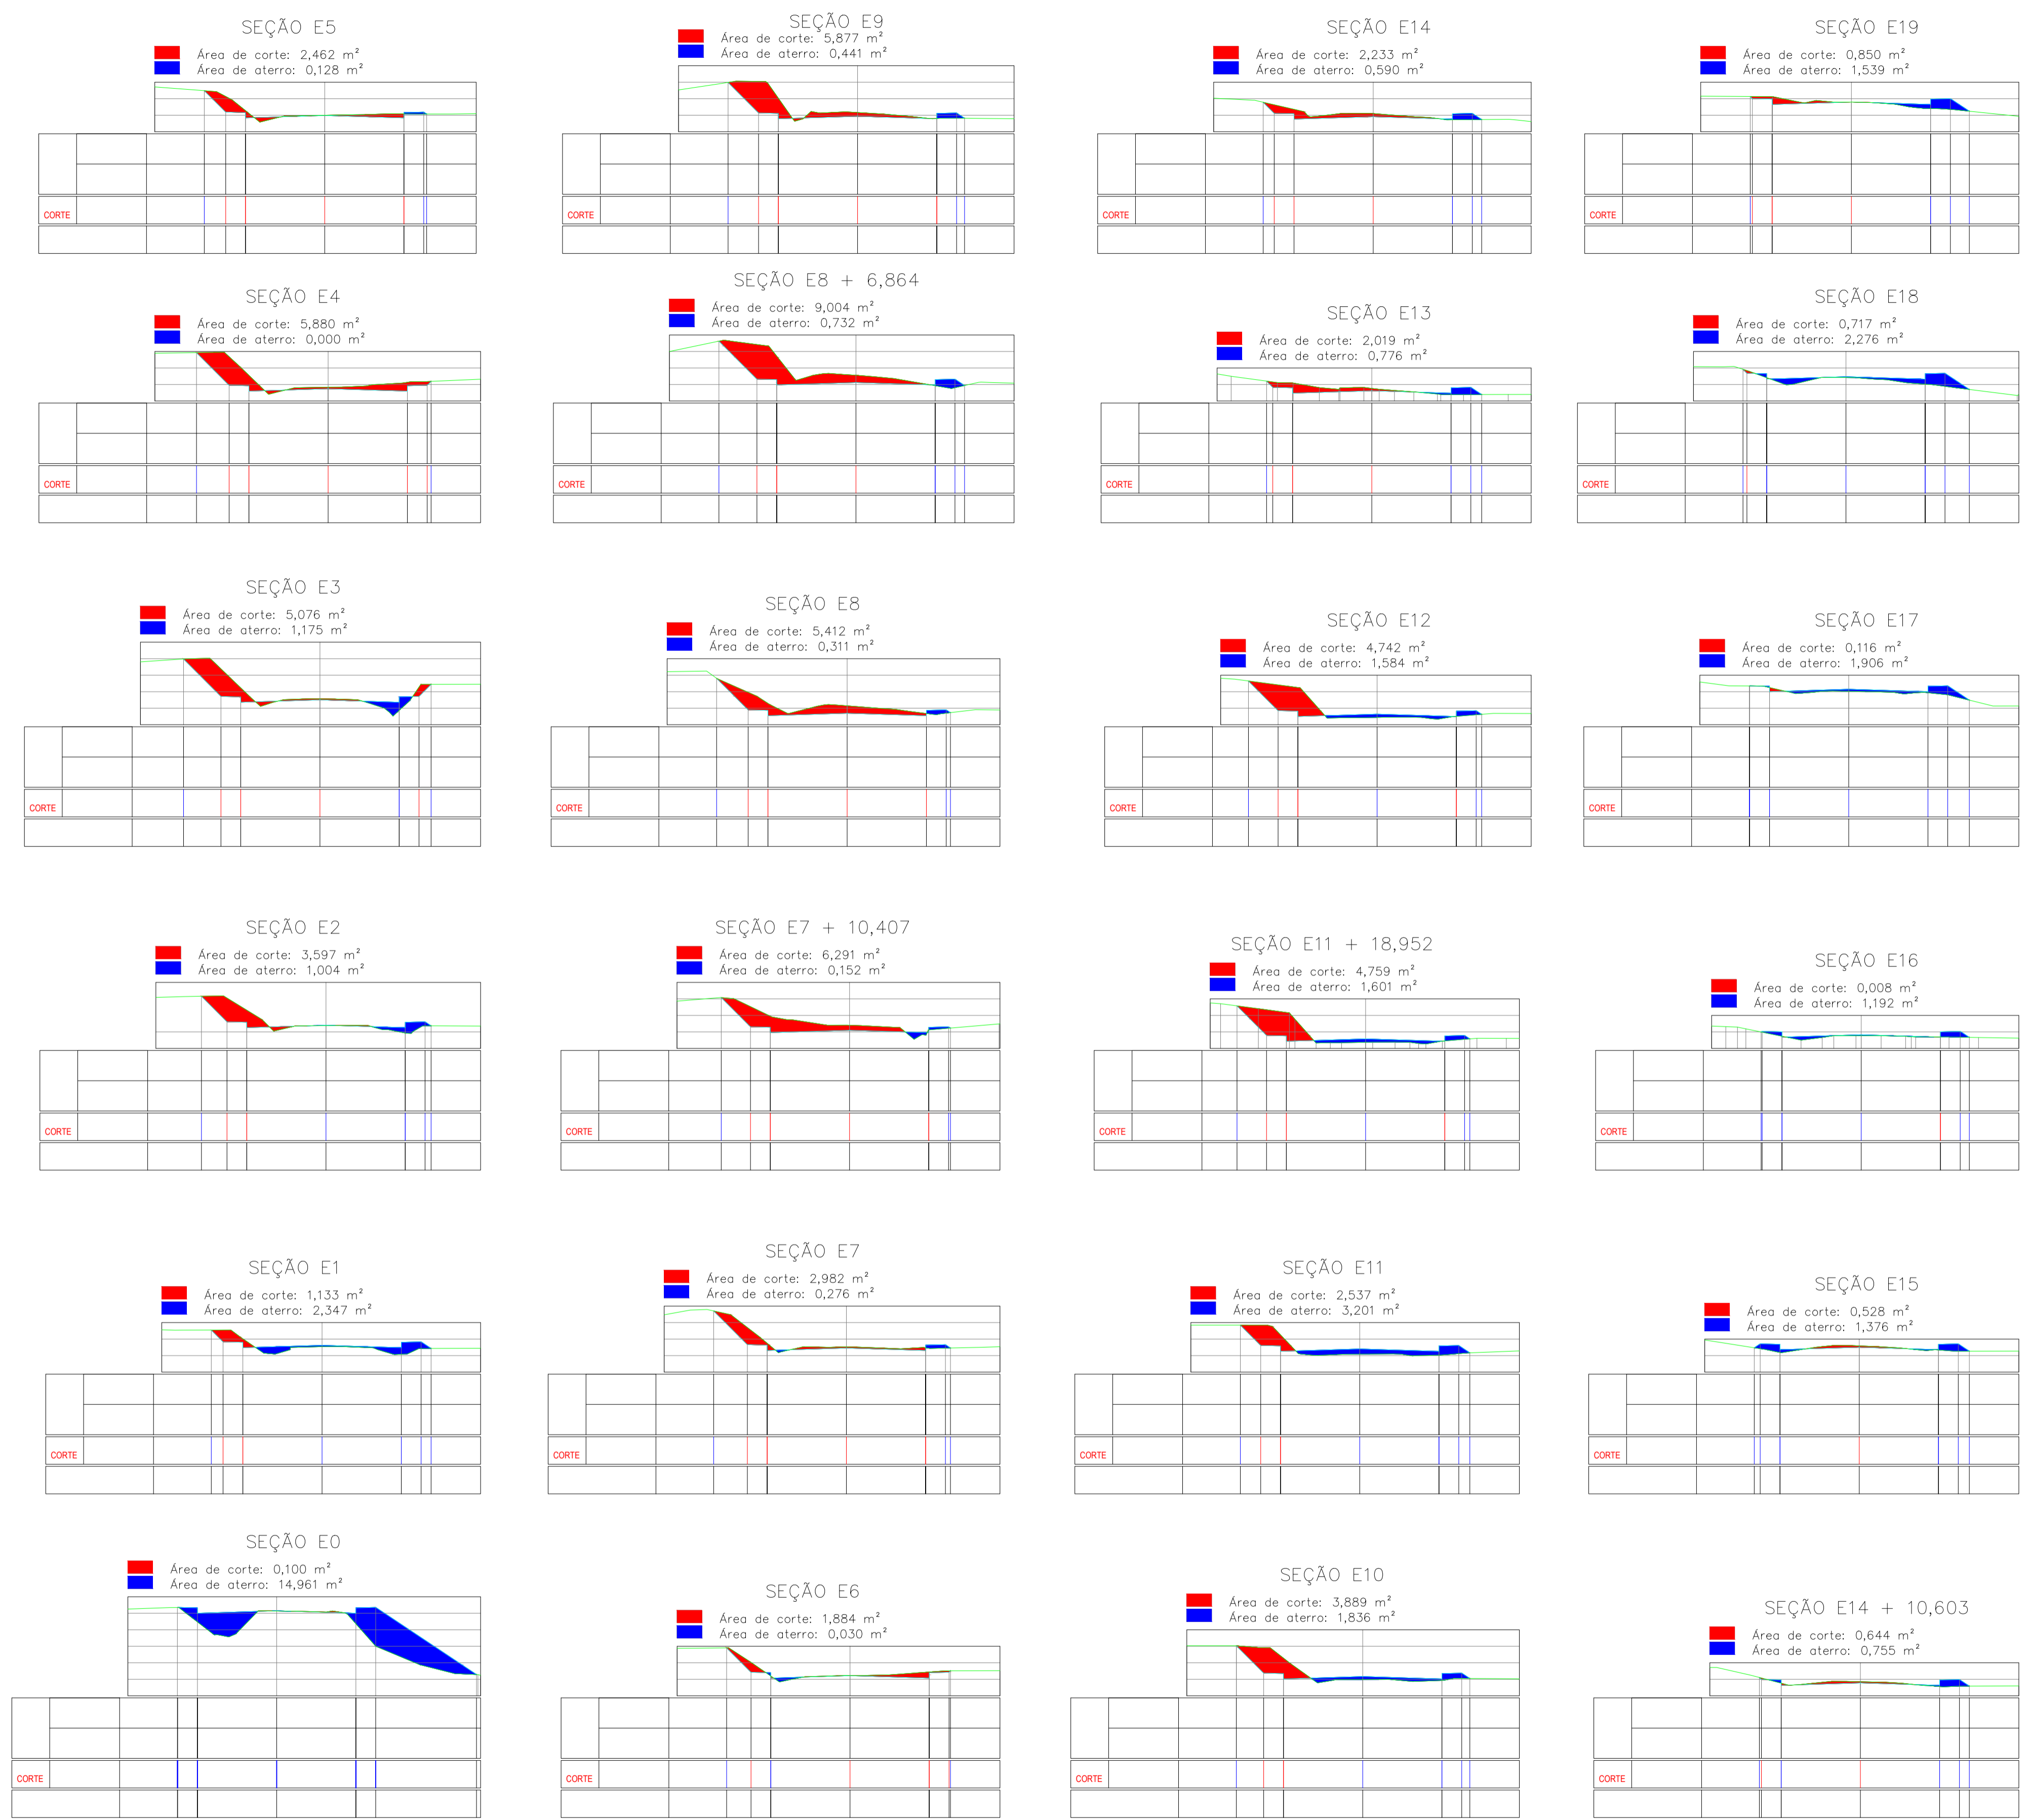 SEÇÃO E5
Área de corte: 2,462 m²
Área de aterro: 0,128 m²
CORTE
SEÇÃO E9
Área de corte: 5,877 m²
Área de aterro: 0,441 m²
CORTE
SEÇÃO E14
Área de corte: 2,233 m²
Área de aterro: 0,590 m²
CORTE
SEÇÃO E19
Área de corte: 0,850 m²
Área de aterro: 1,539 m²
CORTE
SEÇÃO E4
Área de corte: 5,880 m²
Área de aterro: 0,000 m²
CORTE
SEÇÃO E8 + 6,864
Área de corte: 9,004 m²
Área de aterro: 0,732 m²
CORTE
SEÇÃO E13
Área de corte: 2,019 m²
Área de aterro: 0,776 m²
CORTE
SEÇÃO E18
Área de corte: 0,717 m²
Área de aterro: 2,276 m²
CORTE
SEÇÃO E3
Área de corte: 5,076 m²
Área de aterro: 1,175 m²
CORTE
SEÇÃO E8
Área de corte: 5,412 m²
Área de aterro: 0,311 m²
CORTE
SEÇÃO E12
Área de corte: 4,742 m²
Área de aterro: 1,584 m²
CORTE
SEÇÃO E17
Área de corte: 0,116 m²
Área de aterro: 1,906 m²
CORTE
SEÇÃO E2
Área de corte: 3,597 m²
Área de aterro: 1,004 m²
CORTE
SEÇÃO E7 + 10,407
Área de corte: 6,291 m²
Área de aterro: 0,152 m²
CORTE
SEÇÃO E11 + 18,952
Área de corte: 4,759 m²
Área de aterro: 1,601 m²
CORTE
SEÇÃO E16
Área de corte: 0,008 m²
Área de aterro: 1,192 m²
CORTE
SEÇÃO E1
Área de corte: 1,133 m²
Área de aterro: 2,347 m²
CORTE
SEÇÃO E7
Área de corte: 2,982 m²
Área de aterro: 0,276 m²
CORTE
SEÇÃO E11
Área de corte: 2,537 m²
Área de aterro: 3,201 m²
CORTE
SEÇÃO E15
Área de corte: 0,528 m²
Área de aterro: 1,376 m²
CORTE
SEÇÃO E0
Área de corte: 0,100 m²
Área de aterro: 14,961 m²
CORTE
SEÇÃO E6
Área de corte: 1,884 m²
Área de aterro: 0,030 m²
CORTE
SEÇÃO E10
Área de corte: 3,889 m²
Área de aterro: 1,836 m²
CORTE
SEÇÃO E14 + 10,603
Área de corte: 0,644 m²
Área de aterro: 0,755 m²
CORTE